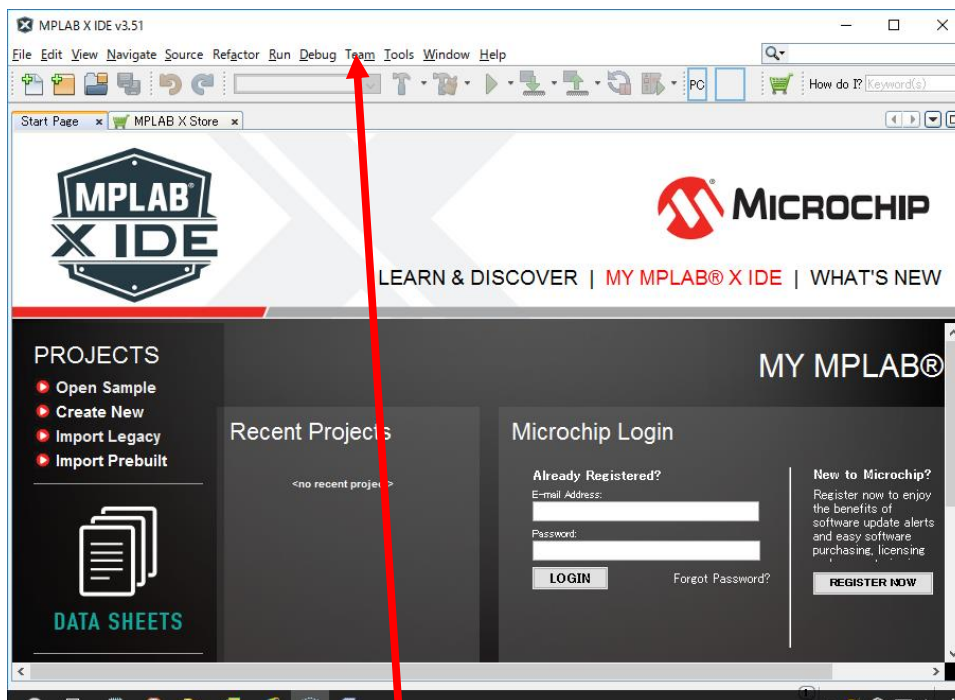 MPLAB X IDE v3.51
File Edit View Navigate Source Refactor Run Debug Team Tools Window Help
PC
How do I? Keyword(s)
Start Page MPLAB X Store
MPLAB®
X IDE
MICROCHIP
LEARN & DISCOVER | MY MPLAB® X IDE | WHAT'S NEW
PROJECTS
Open Sample
Create New
Import Legacy
Import Prebuilt
DATA SHEETS
MY MPLAB®
Recent Projects
<no recent project>
Microchip Login
Already Registered?
E-mail Address:
Password:
LOGIN
Forgot Password?
New to Microchip?
Register now to enjoy
the benefits of
software update alerts
and easy software
purchasing, licensing
REGISTER NOW